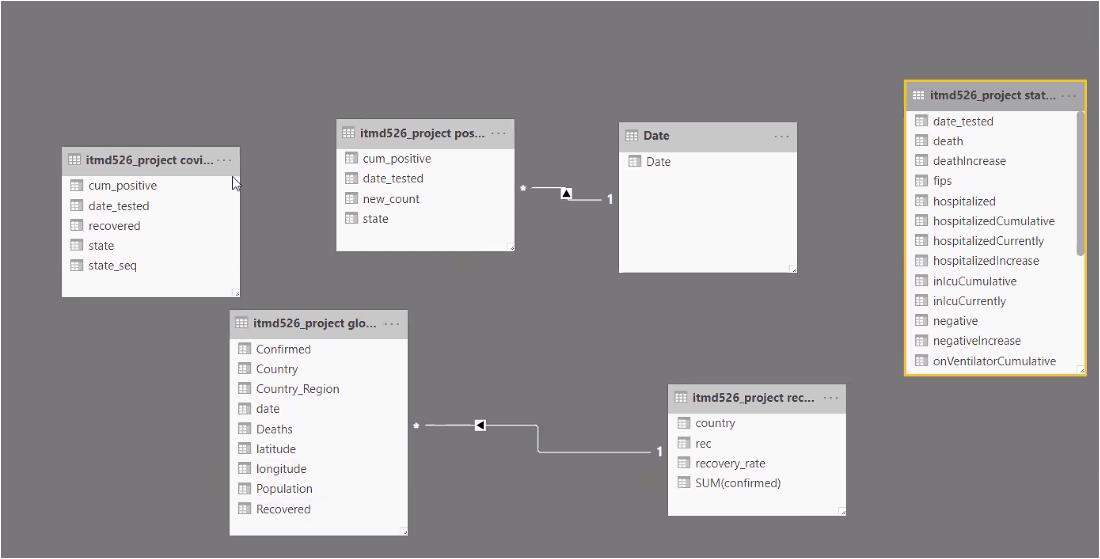 itmd526_project covi... ...
cum_positive
date_tested
recovered
state
state_seq
itmd526_project pos... ...
cum_positive
date_tested
new_count
state
* 1
Date ...
Date
itmd526_project stat... ...
date_tested
death
deathIncrease
fips
hospitalized
hospitalizedCumulative
hospitalizedCurrently
hospitalizedIncrease
inIcuCumulative
inIcuCurrently
negative
negativeIncrease
onVentilatorCumulative
itmd526_project glo... ...
Confirmed
Country
Country_Region
date
Deaths
latitude
longitude
Population
Recovered
* 1
itmd526_project rec... ...
country
rec
recovery_rate
SUM(confirmed)